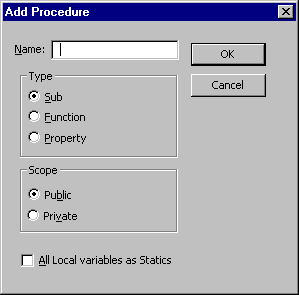 Add Procedure
Name:
OK
Cancel
Type
Sub
Function
Property
Scope
Public
Private
All Local variables as Statics